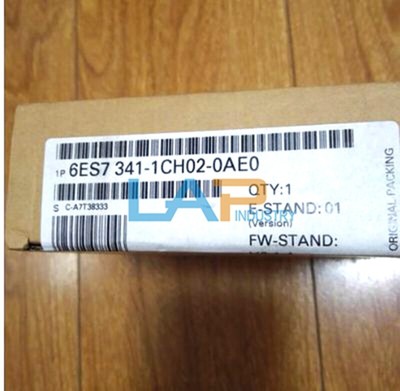 1P 6ES7 341-1CH02-0AE0
QTY:1
S C-A7T38333
E-STAND: 01
(Version)
FW-STAND:
ORIGINAL PACKING
LAP
INDUSTRY